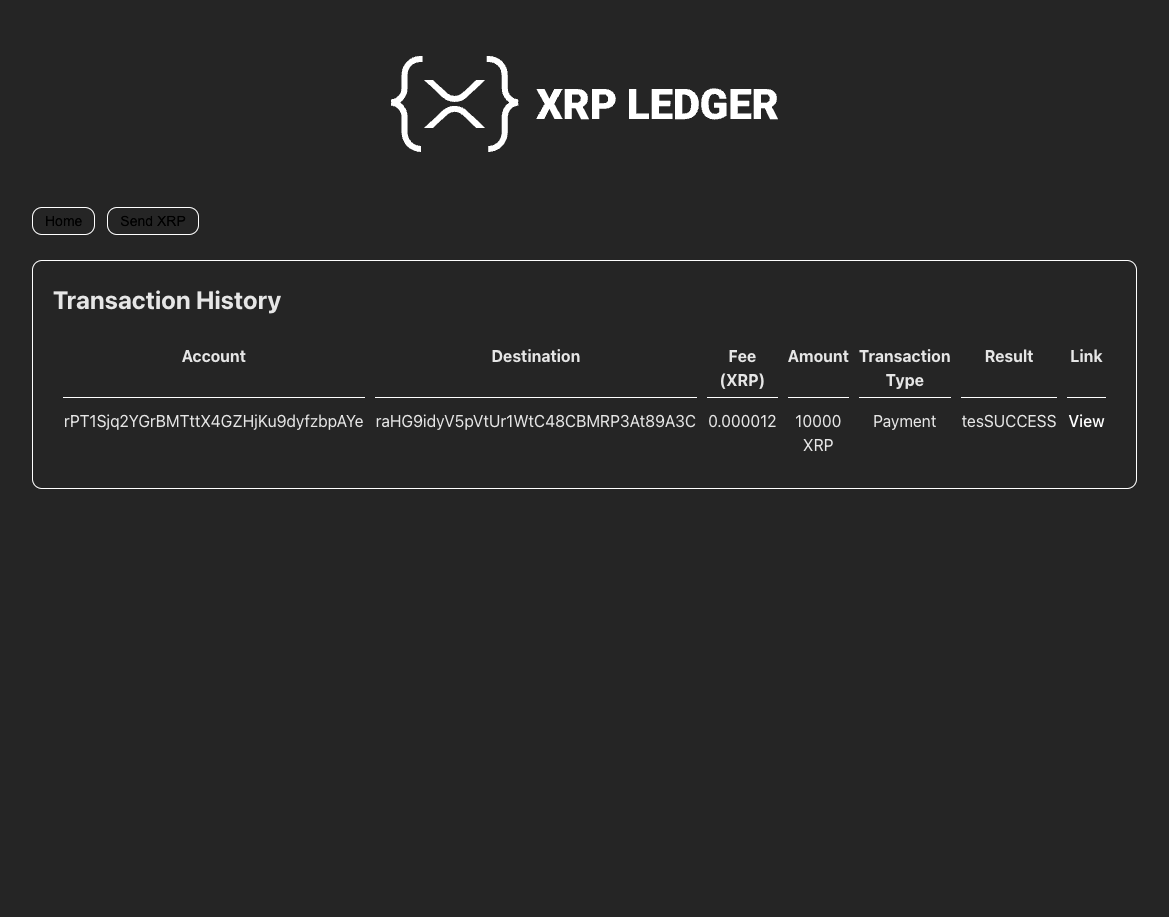 XRP LEDGER
Home Send XRP
Transaction History
Account Destination Fee (XRP) Amount Transaction Type Result Link
rPT1Sjq2YGrBMTttX4GZHjKu9dyfzbpAYe raHG9idyV5pVtUr1WtC48CBMRP3At89A3C 0.000012 10000 XRP Payment tesSUCCESS View